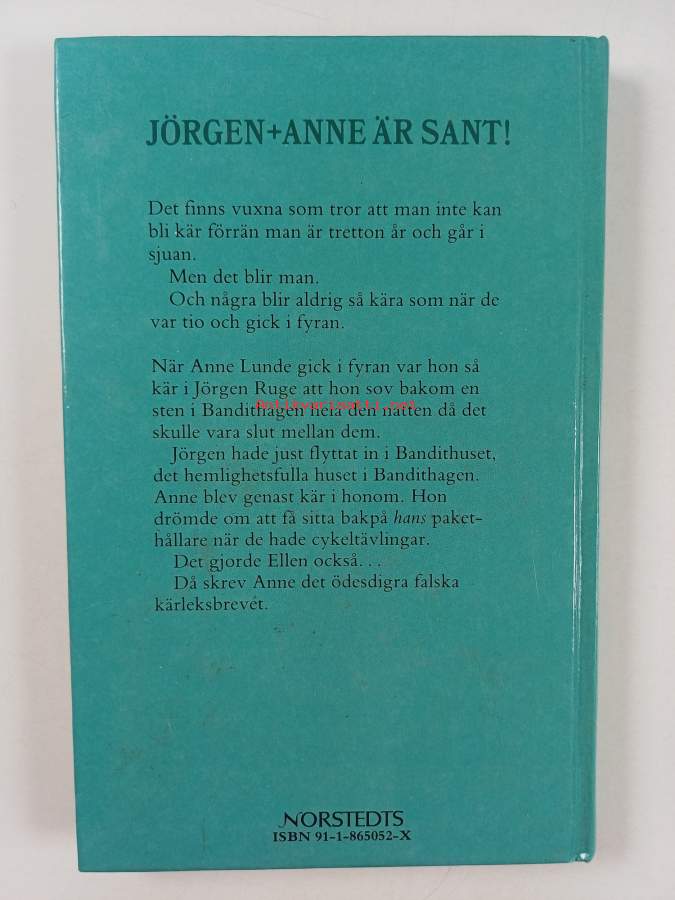 JÖRGEN+ANNE ÄR SANT!
Det finns vuxna som tror att man inte kan
bli kär förrän man är tretton år och går i
sjuan.
Men det blir man.
Och några blir aldrig så kära som när de
var tio och gick i fyran.
När Anne Lunde gick i fyran var hon så
kär i Jörgen Ruge att hon sov bakom en
sten i Bandithagen hela den natten då det
Antikvariaatti.net
skulle vara slut mellan dem.
Jörgen hade just flyttat in i Bandithuset,
det hemlighetsfulla huset i Bandithagen.
Anne blev genast kär i honom. Hon
drömde om att få sitta bakpå hans paket-
hållare när de hade cykeltävlingar.
Det gjorde Ellen också...
Då skrev Anne det ödesdigra falska
kärleksbrevet.
NORSTEDTS
ISBN 91-1-865052-X